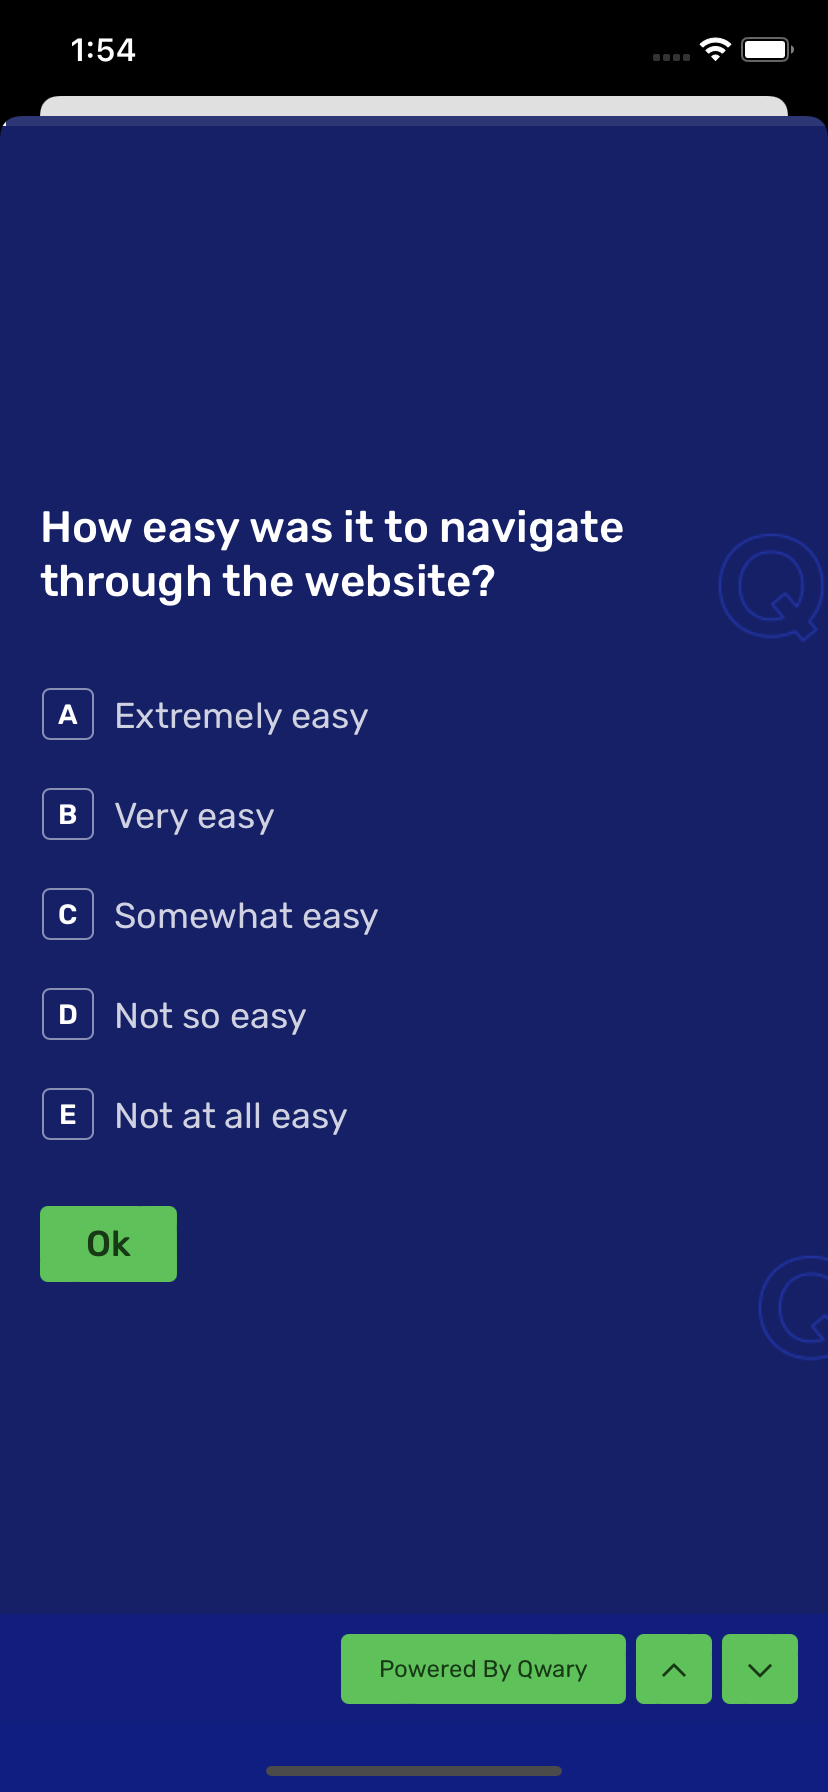 1:54
How easy was it to navigate
through the website?
A Extremely easy
B Very easy
C Somewhat easy
D Not so easy
E Not at all easy
Ok
Powered By Qwary